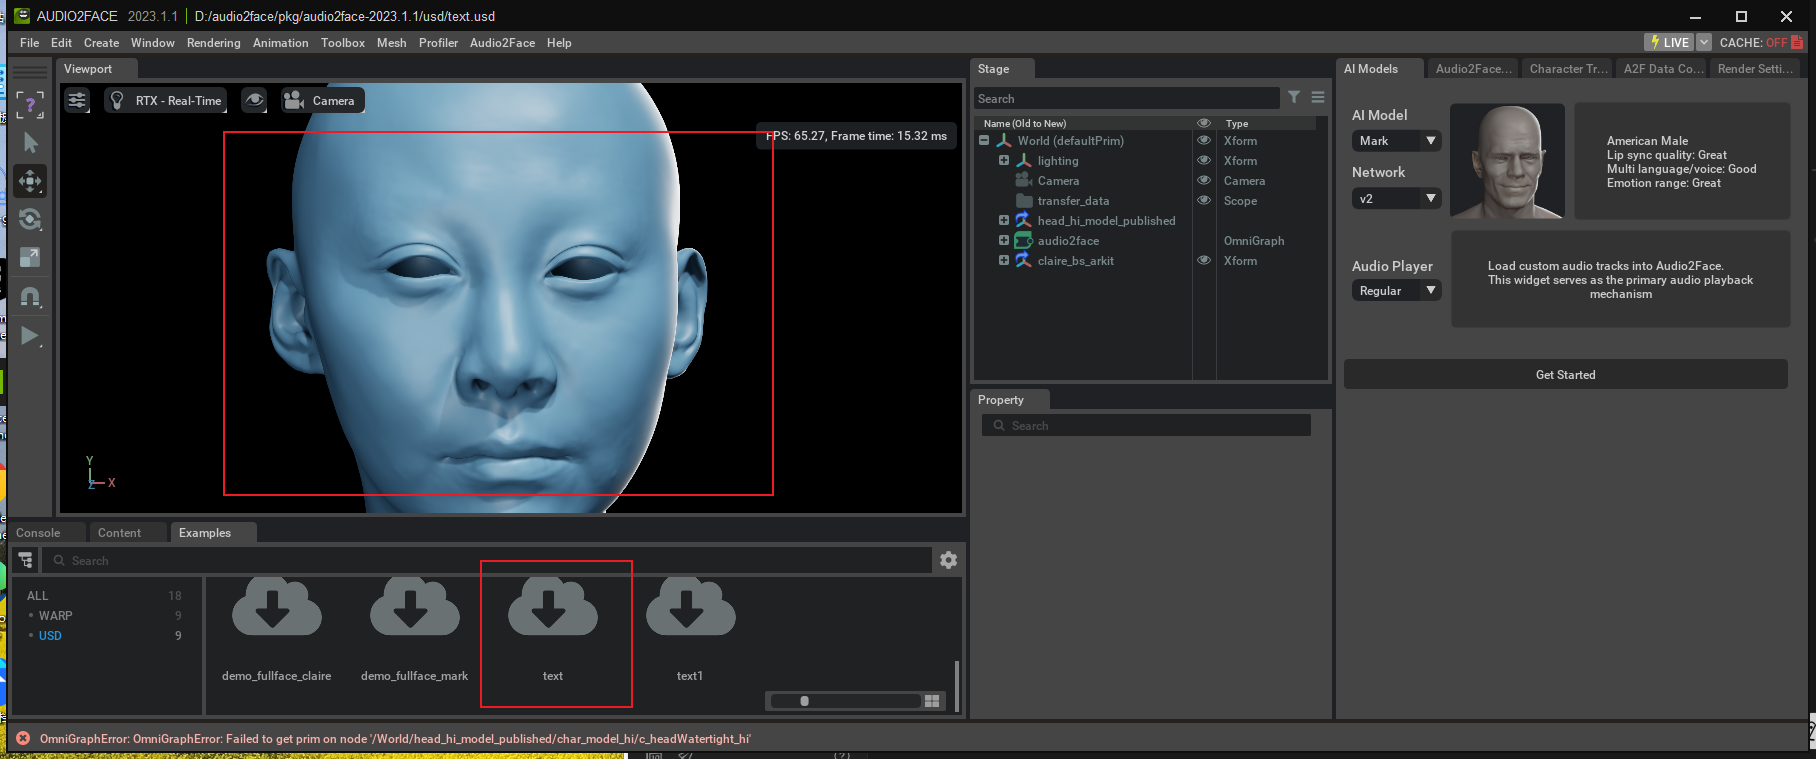 AUDIO2FACE 2023.1.1 D:/audio2face/pkg/audio2face-2023.1.1/usd/text.usd
File Edit Create Window Rendering Animation Toolbox Mesh Profiler Audio2Face Help
LIVE CACHE: OFF
Viewport
RTX - Real-Time
Camera
FPS: 65.27, Frame time: 15.32 ms
Y
Z X
Console Content Examples
Search
ALL 18
• WARP 9
• USD 9
demo_fullface_claire demo_fullface_mark text text1
Stage
Search
Name (Old to New) Type
World (defaultPrim) Xform
lighting Xform
Camera Camera
transfer_data Scope
head_hi_model_published
audio2face OmniGraph
claire_bs_arkit Xform
Property
Search
AI Models Audio2Face... Character Tr... A2F Data Co... Render Setti...
AI Model
Mark
Network
v2
American Male
Lip sync quality: Great
Multi language/voice: Good
Emotion range: Great
Audio Player
Regular
Load custom audio tracks into Audio2Face.
This widget serves as the primary audio playback
mechanism
Get Started
OmniGraphError: OmniGraphError: Failed to get prim on node '/World/head_hi_model_published/char_model_hi/c_headWatertight_hi'